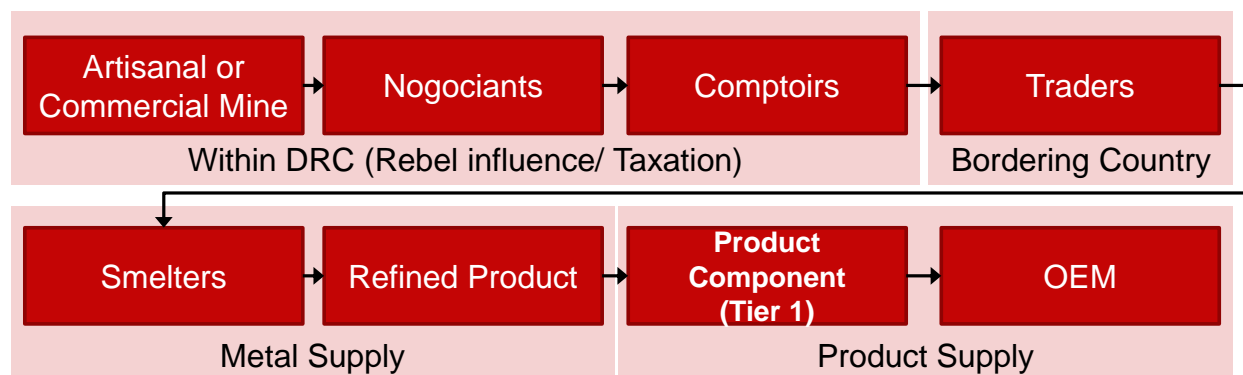 Artisanal or
Commercial Mine
Nogociants
Comptoirs
Traders
Within DRC (Rebel influence/ Taxation)
Bordering Country
Smelters
Refined Product
Product
Component
(Tier 1)
OEM
Metal Supply
Product Supply